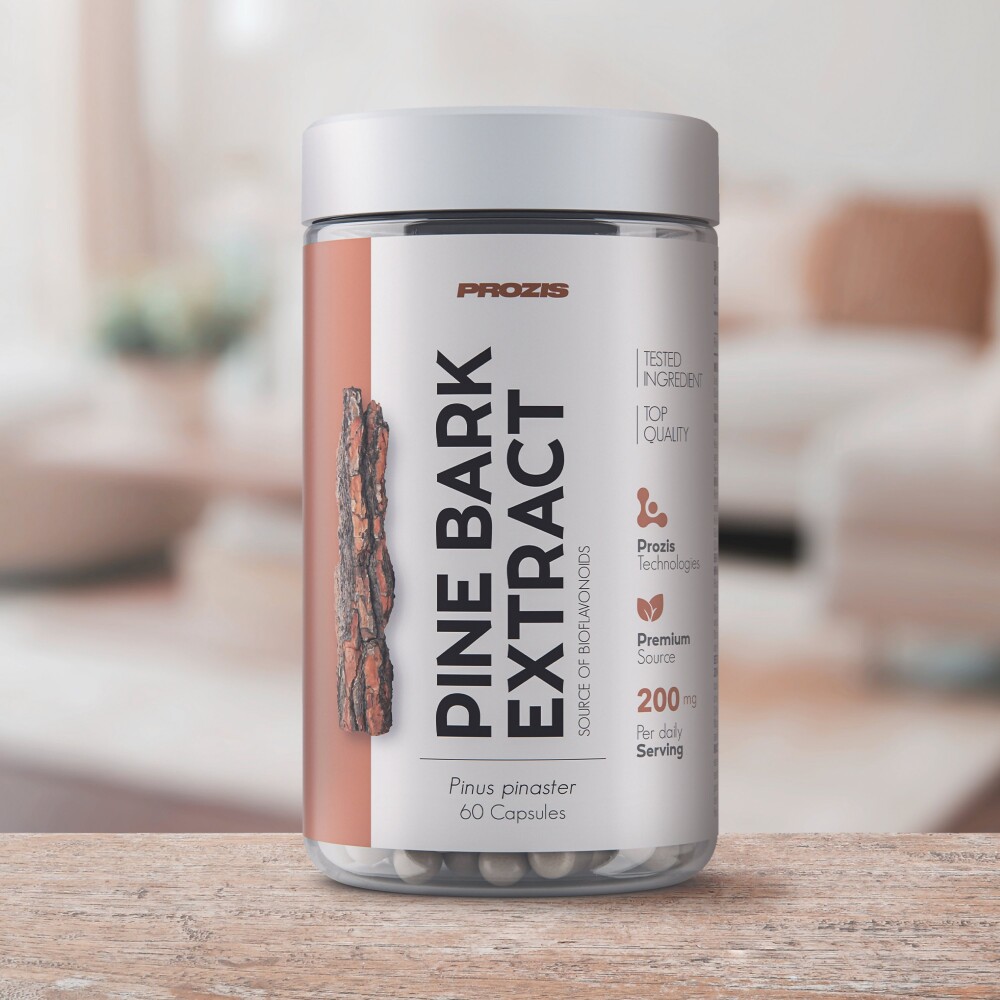 PROZIS
PINE BARK
EXTRACT
SOURCE OF BIOFLAVONOIDS
Pinus pinaster
60 Capsules
TESTED
INGREDIENT
TOP
QUALITY
Prozis
Technologies
Premium
Source
200 mg
Per daily
Serving